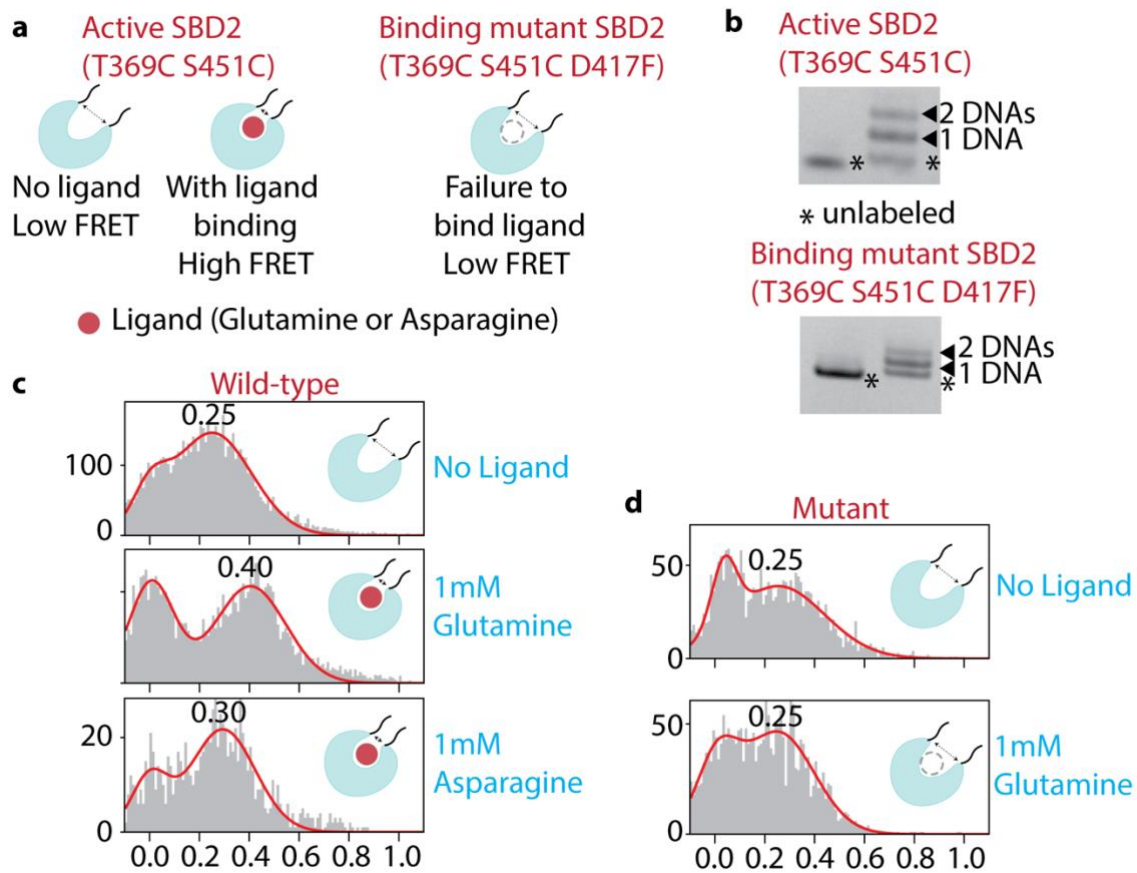 a
Active SBD2
(T369C S451C)
No ligand
Low FRET
With ligand
binding
High FRET
Binding mutant SBD2
(T369C S451C D417F)
Failure to
bind ligand
Low FRET
Ligand (Glutamine or Asparagine)
b
Active SBD2
(T369C S451C)
2 DNAs
1 DNA
* *
* unlabeled
Binding mutant SBD2
(T369C S451C D417F)
2 DNAs
1 DNA
* *
c
Wild-type
0.25
100
0
No Ligand
0.40
1mM
Glutamine
0.30
20
0
1mM
Asparagine
0.0 0.2 0.4 0.6 0.8 1.0
d
Mutant
0.25
50
0
No Ligand
0.25
50
0
1mM
Glutamine
0.0 0.2 0.4 0.6 0.8 1.0